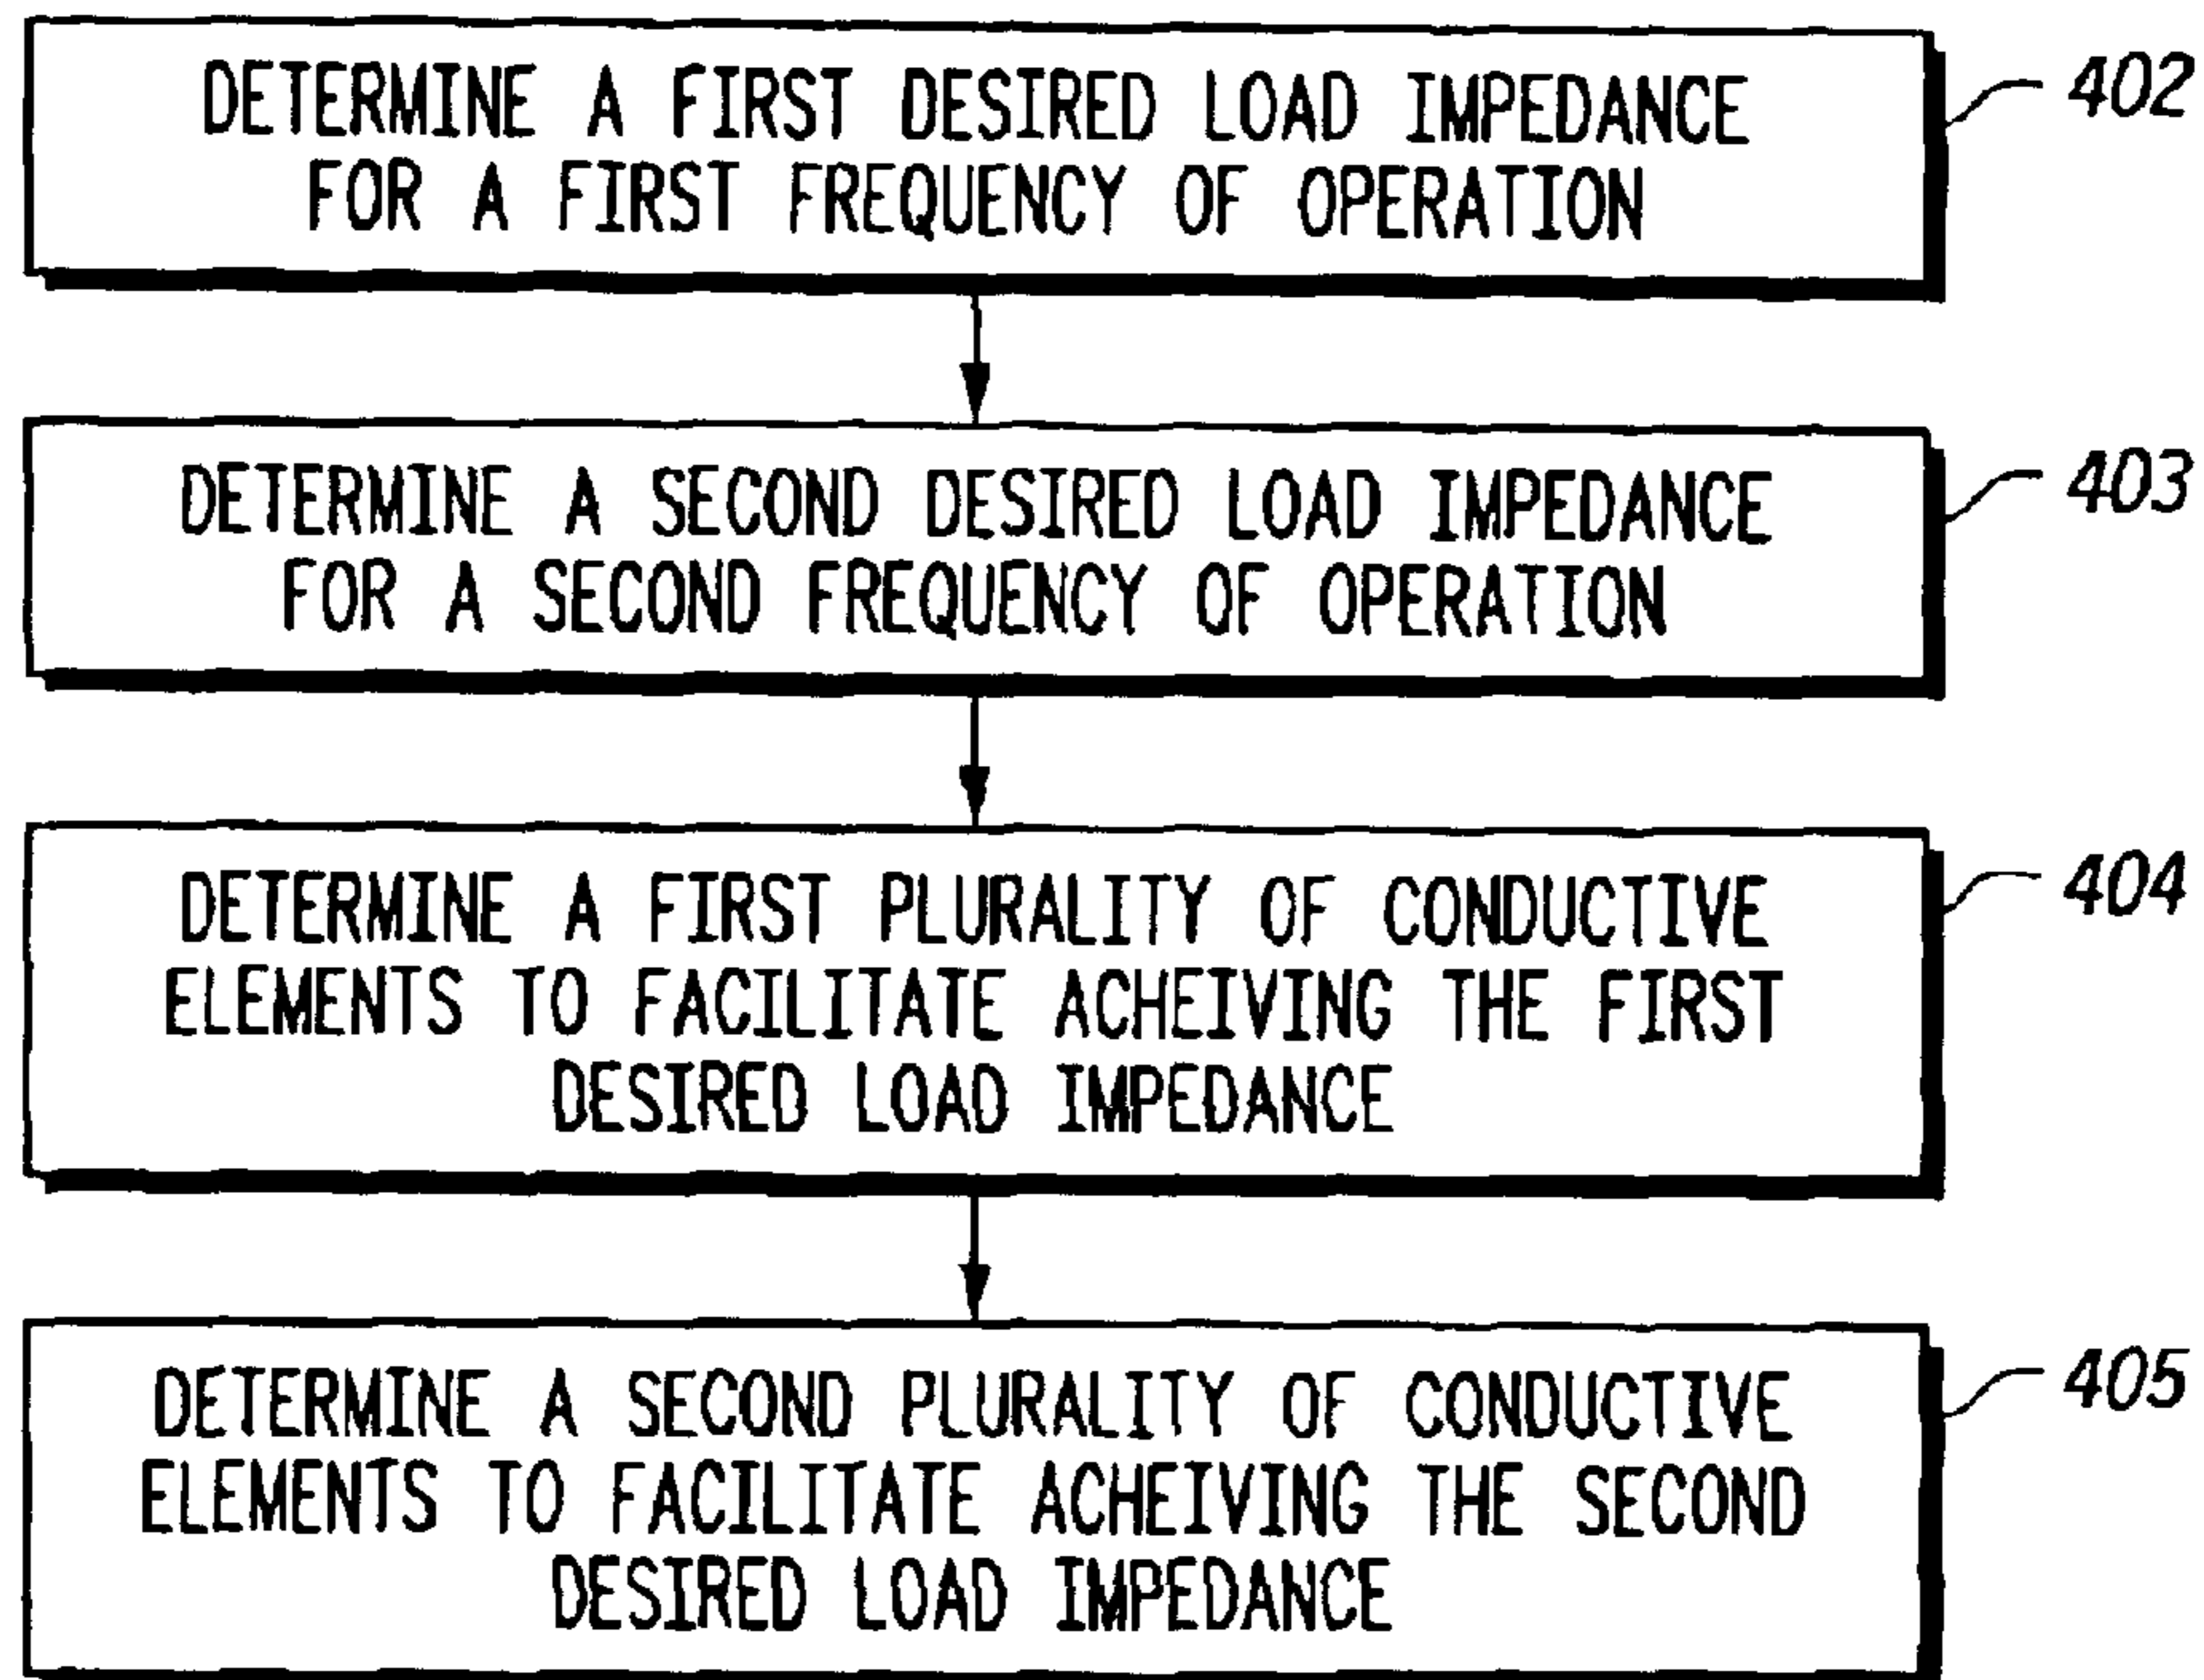 DETERMINE A FIRST DESIRED LOAD IMPEDANCE
FOR A FIRST FREQUENCY OF OPERATION
402
DETERMINE A SECOND DESIRED LOAD IMPEDANCE
FOR A SECOND FREQUENCY OF OPERATION
403
DETERMINE A FIRST PLURALITY OF CONDUCTIVE
ELEMENTS TO FACILITATE ACHEIVING THE FIRST
DESIRED LOAD IMPEDANCE
404
DETERMINE A SECOND PLURALITY OF CONDUCTIVE
ELEMENTS TO FACILITATE ACHEIVING THE SECOND
DESIRED LOAD IMPEDANCE
405